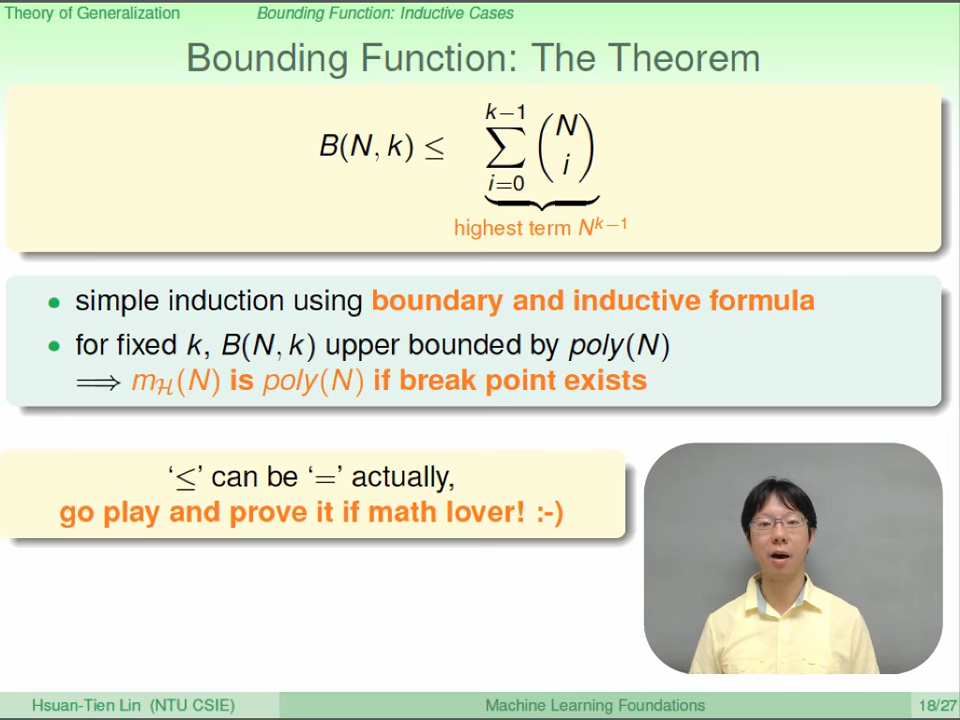 Theory of Generalization Bounding Function: Inductive Cases
Bounding Function: The Theorem
B(N, k) ≤ \underbrace{\sum_{i=0}^{k−1} \binom{N}{i}}
highest term N^{k−1}
• simple induction using boundary and inductive formula
• for fixed k, B(N, k) upper bounded by poly(N)
⟹ m_ℋ(N) is poly(N) if break point exists
‘≤’ can be ‘=’ actually,
go play and prove it if math lover! :-)
Hsuan-Tien Lin (NTU CSIE) Machine Learning Foundations 18/27